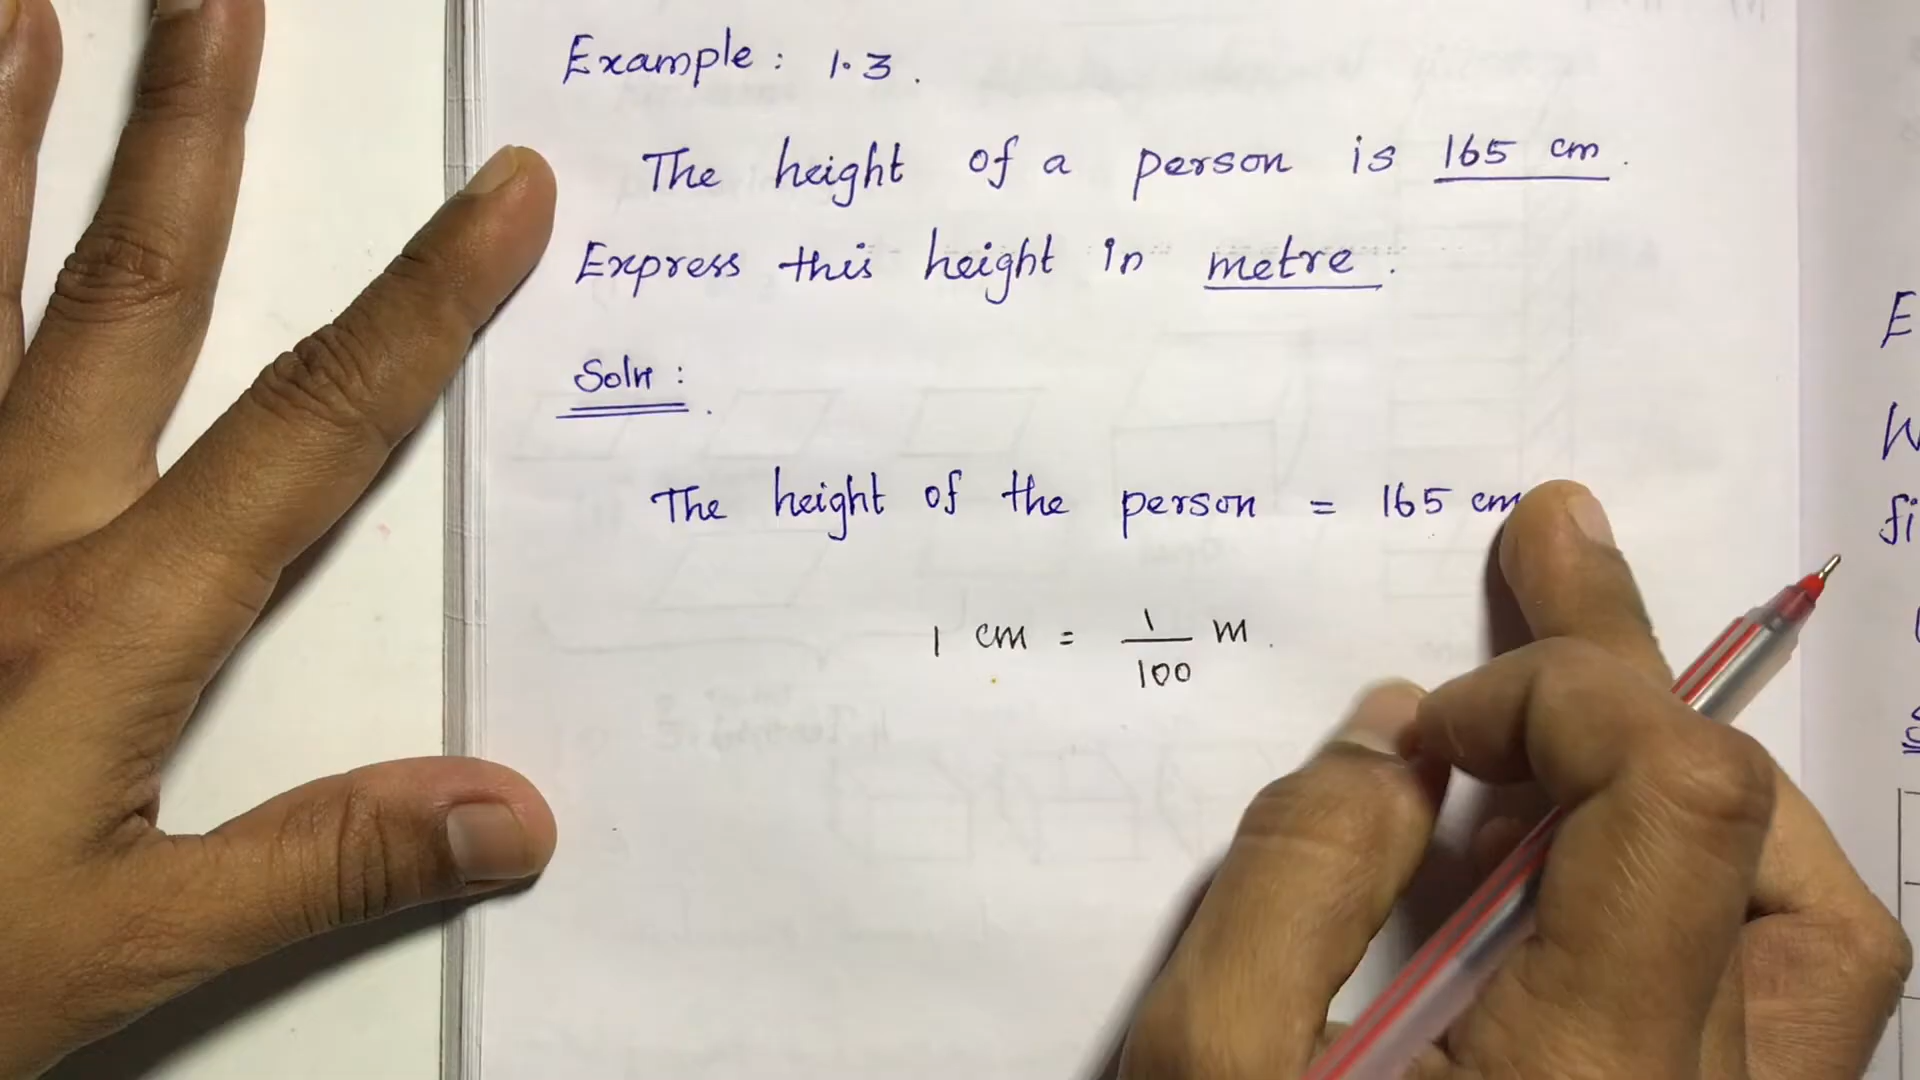 Example : 1.3 .
The height of a person is 165 cm .
Express this height in metre .
Soln :
The height of the person = 165 cm
1 cm = 1/100 m .
E
W
fi